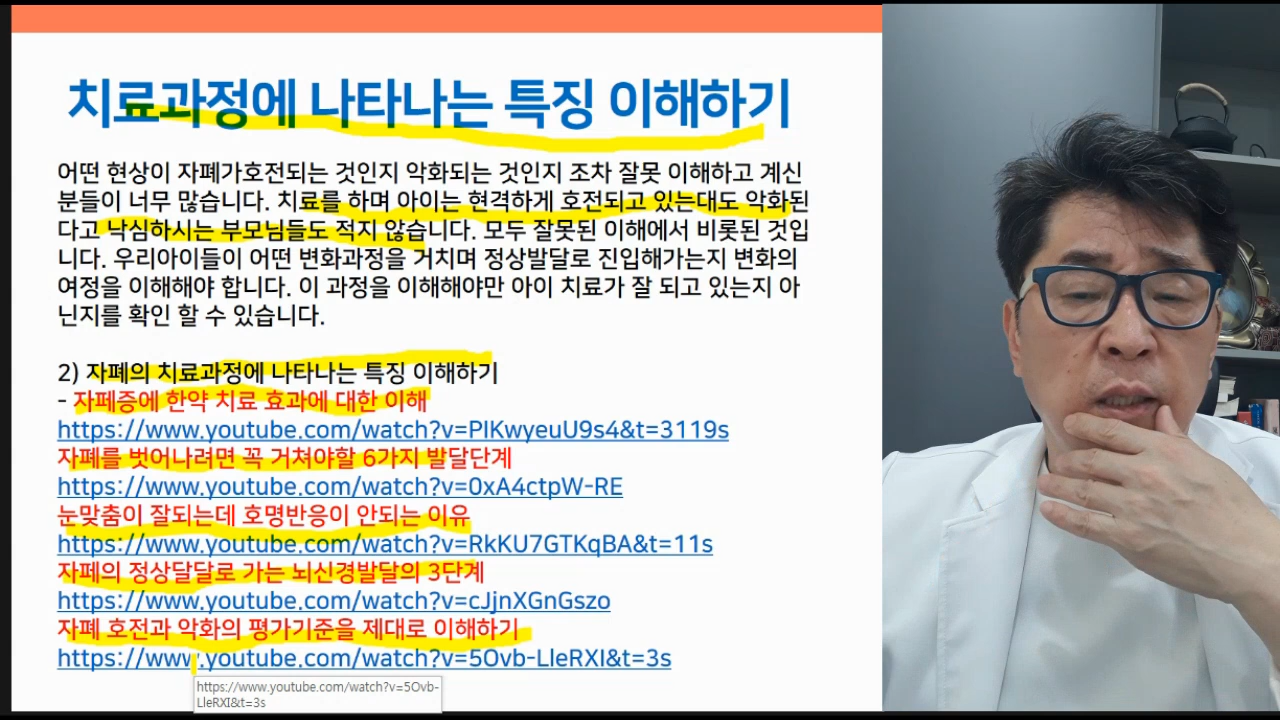 치료과정에 나타나는 특징 이해하기
어떤 현상이 자폐가호전되는 것인지 악화되는 것인지 조차 잘못 이해하고 계신
분들이 너무 많습니다. 치료를 하며 아이는 현격하게 호전되고 있는대도 악화된
다고 낙심하시는 부모님들도 적지 않습니다. 모두 잘못된 이해에서 비롯된 것입
니다. 우리아이들이 어떤 변화과정을 거치며 정상발달로 진입해가는지 변화의
여정을 이해해야 합니다. 이 과정을 이해해야만 아이 치료가 잘 되고 있는지 아
닌지를 확인 할 수 있습니다.
2) 자폐의 치료과정에 나타나는 특징 이해하기
- 자페증에 한약 치료 효과에 대한 이해
https://www.youtube.com/watch?v=PIKwyeuU9s4&t=3119s
자폐를 벗어나려면 꼭 거쳐야할 6가지 발달단계
https://www.youtube.com/watch?v=0xA4ctpW-RE
눈맞춤이 잘되는데 호명반응이 안되는 이유
https://www.youtube.com/watch?v=RkKU7GTKqBA&t=11s
자페의 정상달달로 가는 뇌신경발달의 3단계
https://www.youtube.com/watch?v=cJjnXGnGszo
자폐 호전과 악화의 평가기준을 제대로 이해하기
https://www.youtube.com/watch?v=5Ovb-LleRXI&t=3s
https://www.youtube.com/watch?v=5Ovb-
LleRXI&t=3s